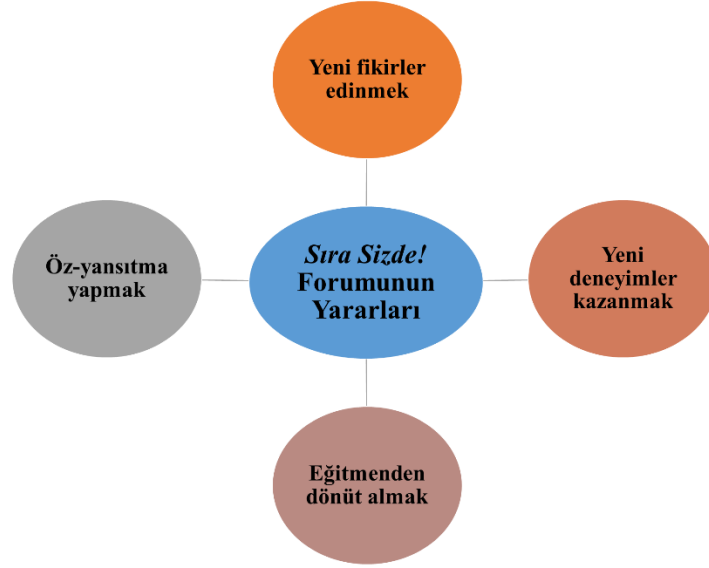 Yeni fikirler
edinmek
Öz-yansıtma
yapmak
Sıra Sizde!
Forumunun
Yararları
Yeni
deneyimler
kazanmak
Eğitmenden
dönüt almak